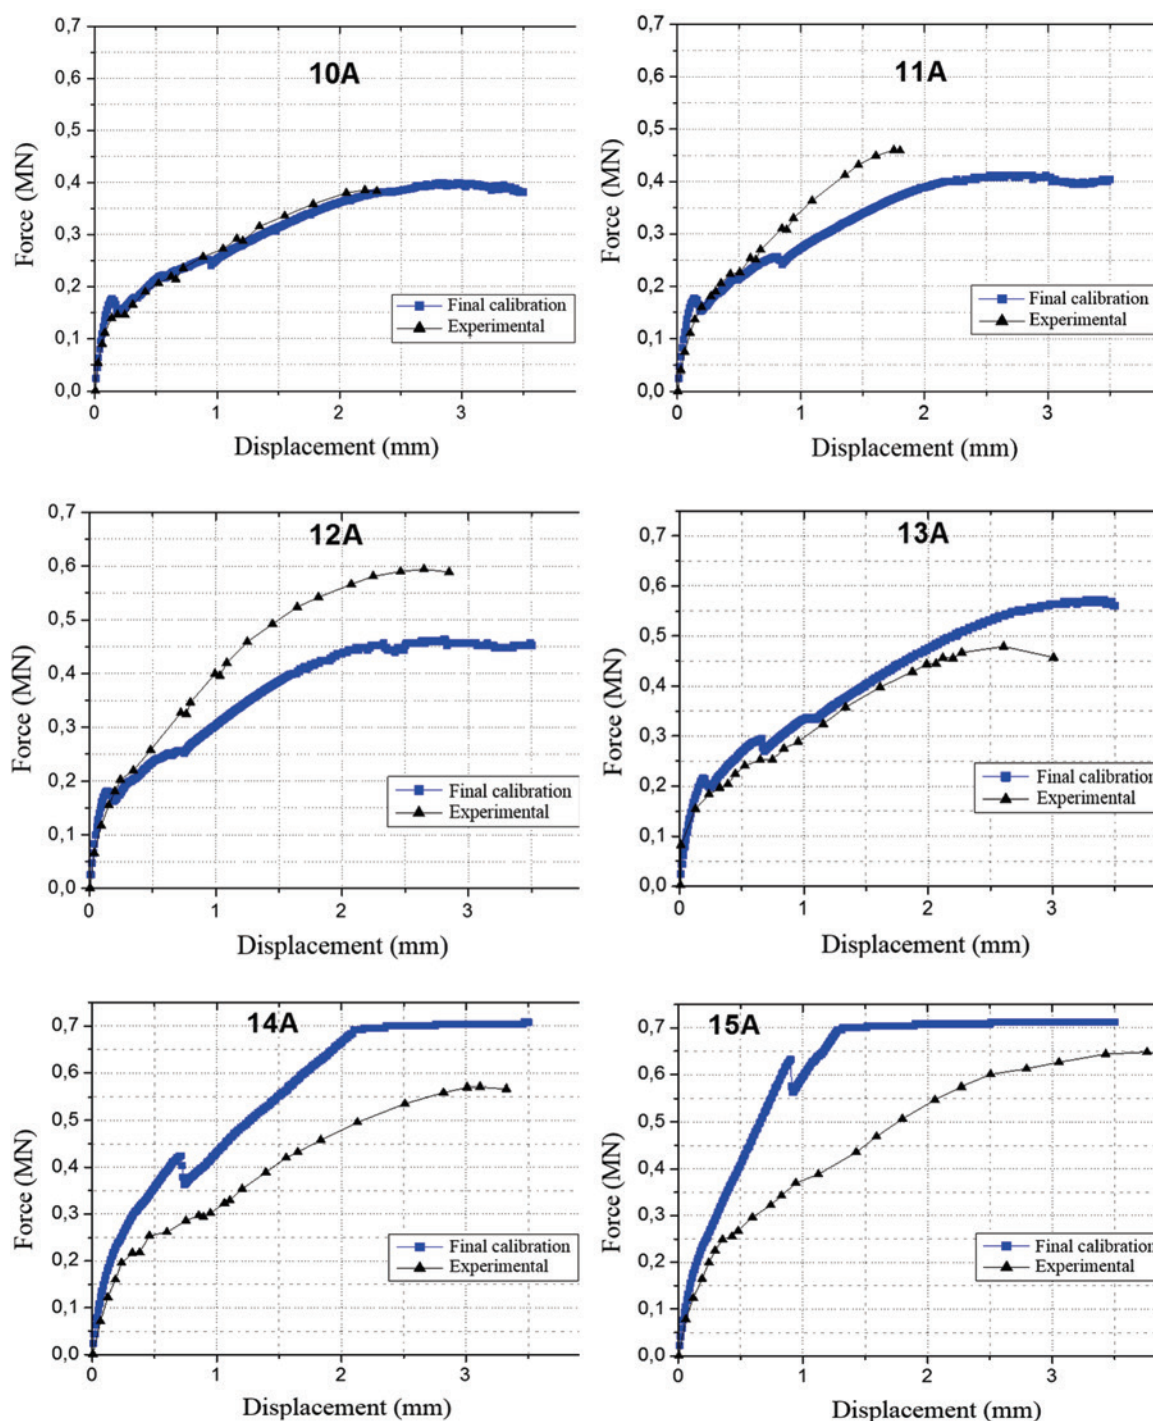 10A
Force (MN)
0,7
0,6
0,5
0,4
0,3
0,2
0,1
0,0
0 1 2 3
Displacement (mm)
Final calibration
Experimental
11A
Force (MN)
0,7
0,6
0,5
0,4
0,3
0,2
0,1
0,0
0 1 2 3
Displacement (mm)
Final calibration
Experimental
12A
Force (MN)
0,7
0,6
0,5
0,4
0,3
0,2
0,1
0,0
0 1 2 3
Displacement (mm)
Final calibration
Experimental
13A
Force (MN)
0,7
0,6
0,5
0,4
0,3
0,2
0,1
0,0
0 1 2 3
Displacement (mm)
Final calibration
Experimental
14A
Force (MN)
0,7
0,6
0,5
0,4
0,3
0,2
0,1
0,0
0 1 2 3
Displacement (mm)
Final calibration
Experimental
15A
Force (MN)
0,7
0,6
0,5
0,4
0,3
0,2
0,1
0,0
0 1 2 3
Displacement (mm)
Final calibration
Experimental